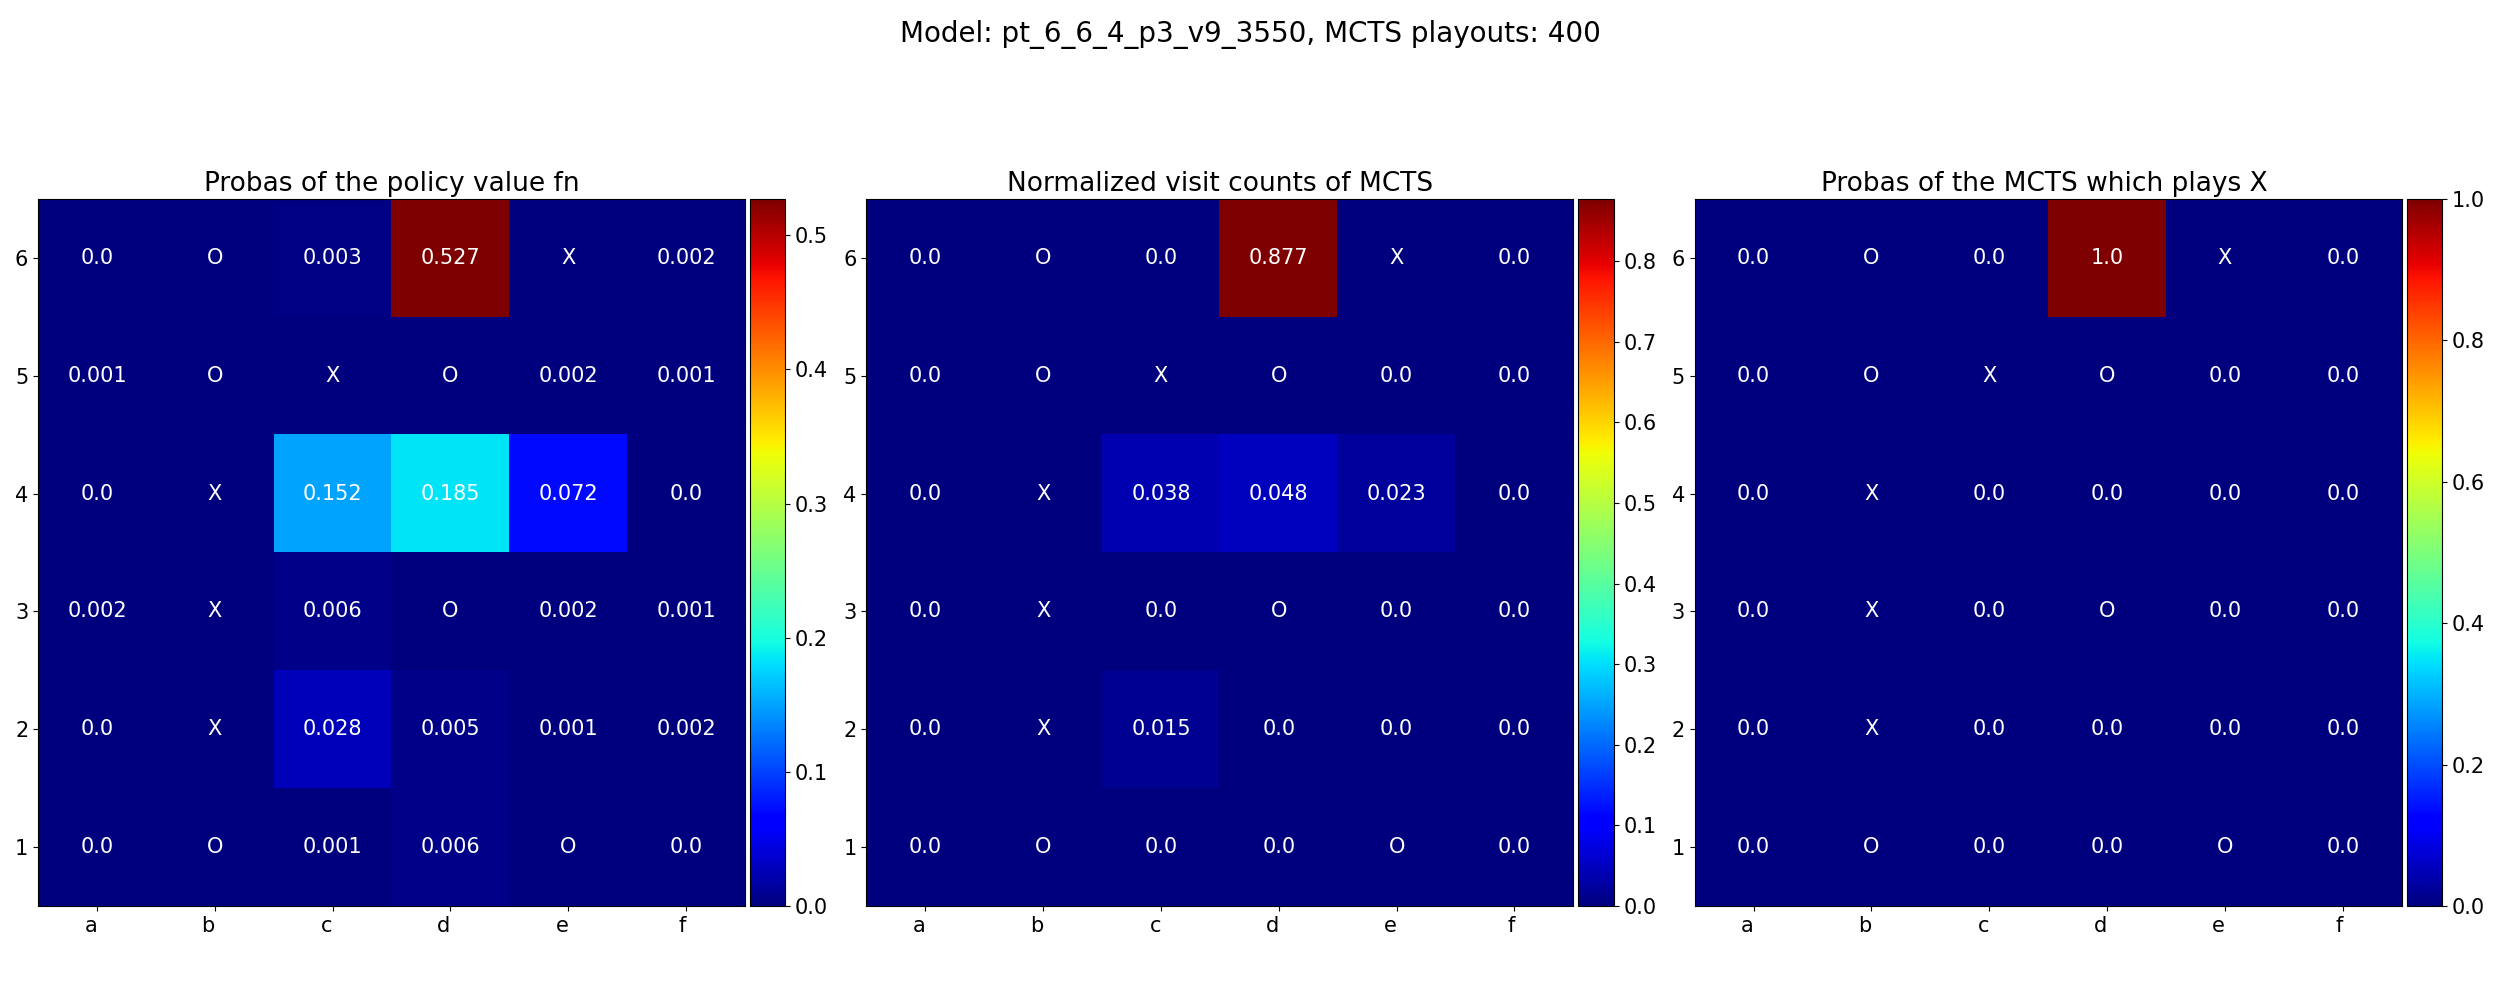 Model: pt_6_6_4_p3_v9_3550, MCTS playouts: 400
Probas of the policy value fn
6 0.0 O 0.003 0.527 X 0.002
5 0.001 O X O 0.002 0.001
4 0.0 X 0.152 0.185 0.072 0.0
3 0.002 X 0.006 O 0.002 0.001
2 0.0 X 0.028 0.005 0.001 0.002
1 0.0 O 0.001 0.006 O 0.0
a b c d e f
0.5
0.4
0.3
0.2
0.1
0.0
Normalized visit counts of MCTS
6 0.0 O 0.0 0.877 X 0.0
5 0.0 O X O 0.0 0.0
4 0.0 X 0.038 0.048 0.023 0.0
3 0.0 X 0.0 O 0.0 0.0
2 0.0 X 0.015 0.0 0.0 0.0
1 0.0 O 0.0 0.0 O 0.0
a b c d e f
0.8
0.7
0.6
0.5
0.4
0.3
0.2
0.1
0.0
Probas of the MCTS which plays X
6 0.0 O 0.0 1.0 X 0.0
5 0.0 O X O 0.0 0.0
4 0.0 X 0.0 0.0 0.0 0.0
3 0.0 X 0.0 O 0.0 0.0
2 0.0 X 0.0 0.0 0.0 0.0
1 0.0 O 0.0 0.0 O 0.0
a b c d e f
1.0
0.8
0.6
0.4
0.2
0.0